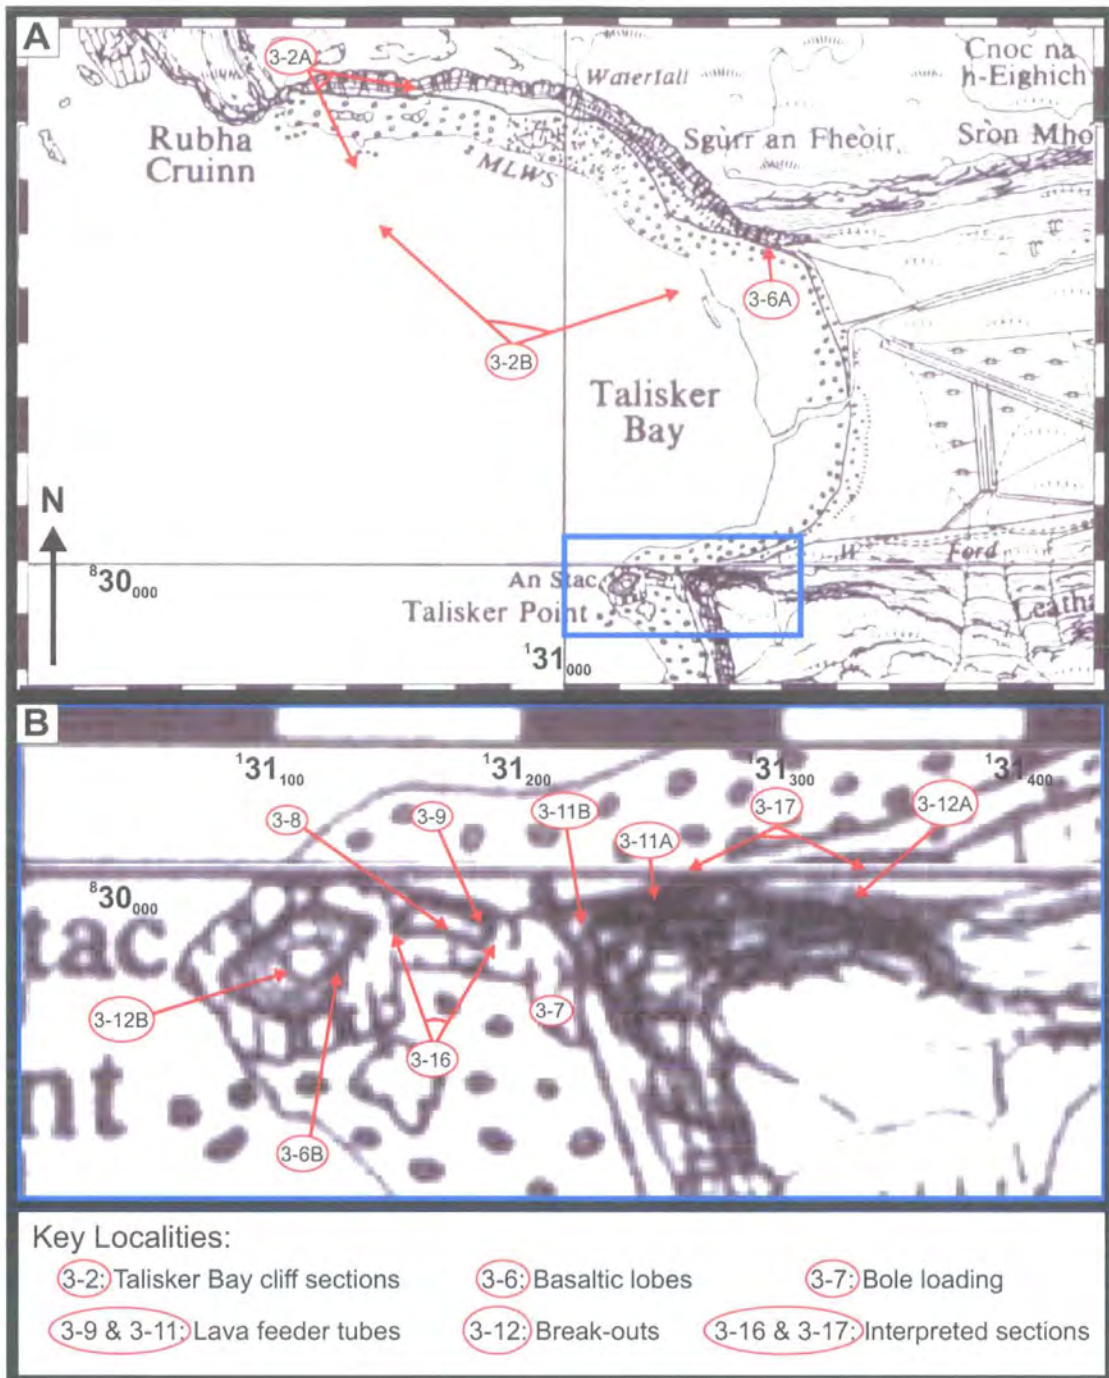 A
3-2A
Waterfall
Cnoc na
h-Eighich
Rubha
Cruinn
Sgùrr an Fheòir
Sròn Mho
MLWS
3-6A
3-2B
Talisker
Bay
N
W
Ford
830000
An Stac
Talisker Point
Leatha
131000
B
131100
131200
131300
131400
3-8
3-9
3-11B
3-11A
3-17
3-12A
830000
tac
3-12B
3-7
3-16
nt
3-6B
Key Localities:
3-2: Talisker Bay cliff sections
3-6: Basaltic lobes
3-7: Bole loading
3-9 & 3-11: Lava feeder tubes
3-12: Break-outs
3-16 & 3-17: Interpreted sections